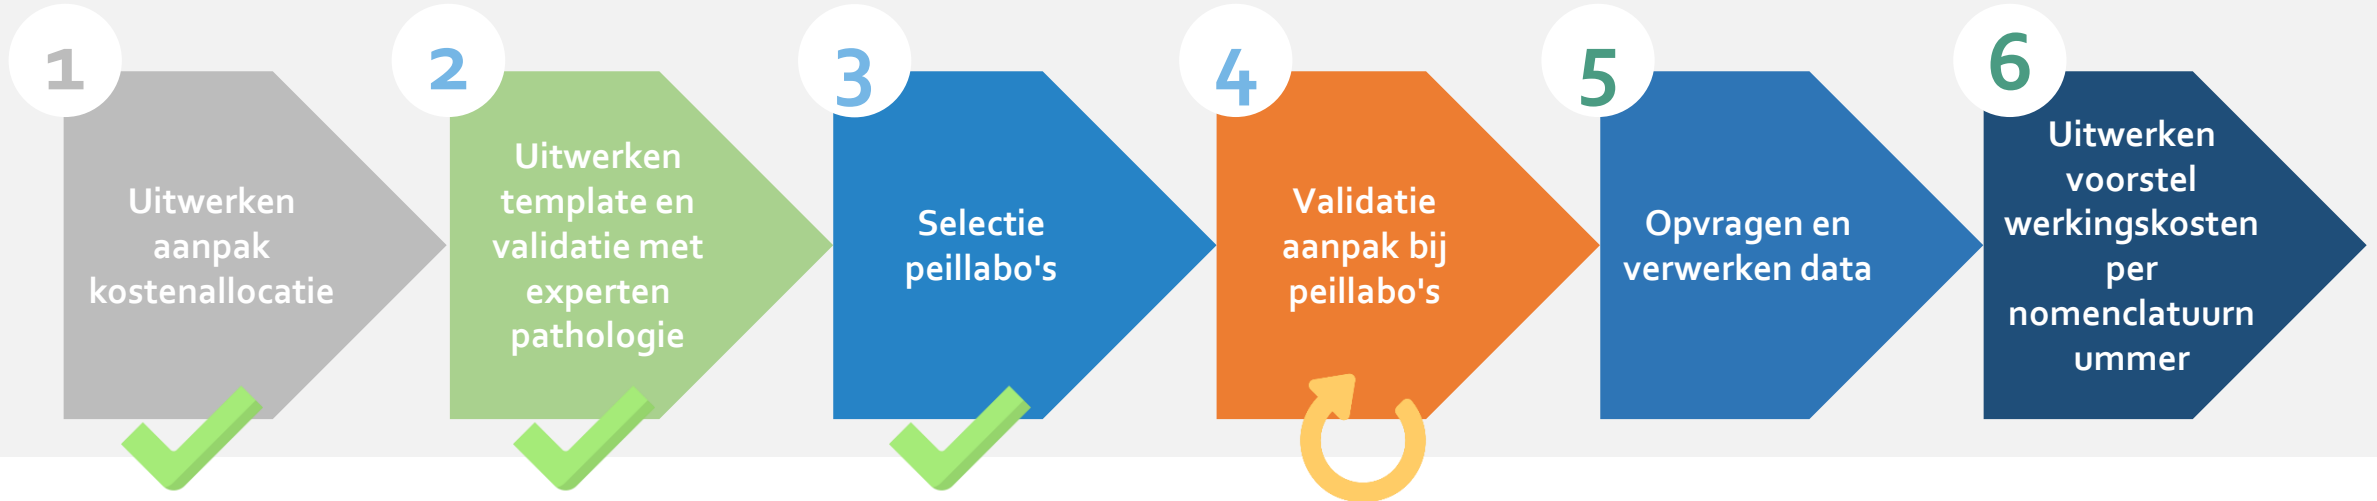 1
Uitwerken
aanpak
kostenallocatie
2
Uitwerken
template en
validatie met
experten
pathologie
3
Selectie
peillabo's
4
Validatie
aanpak bij
peillabo's
5
Opvragen en
verwerken data
6
Uitwerken
voorstel
werkingskosten
per
nomenclatuurn
ummer